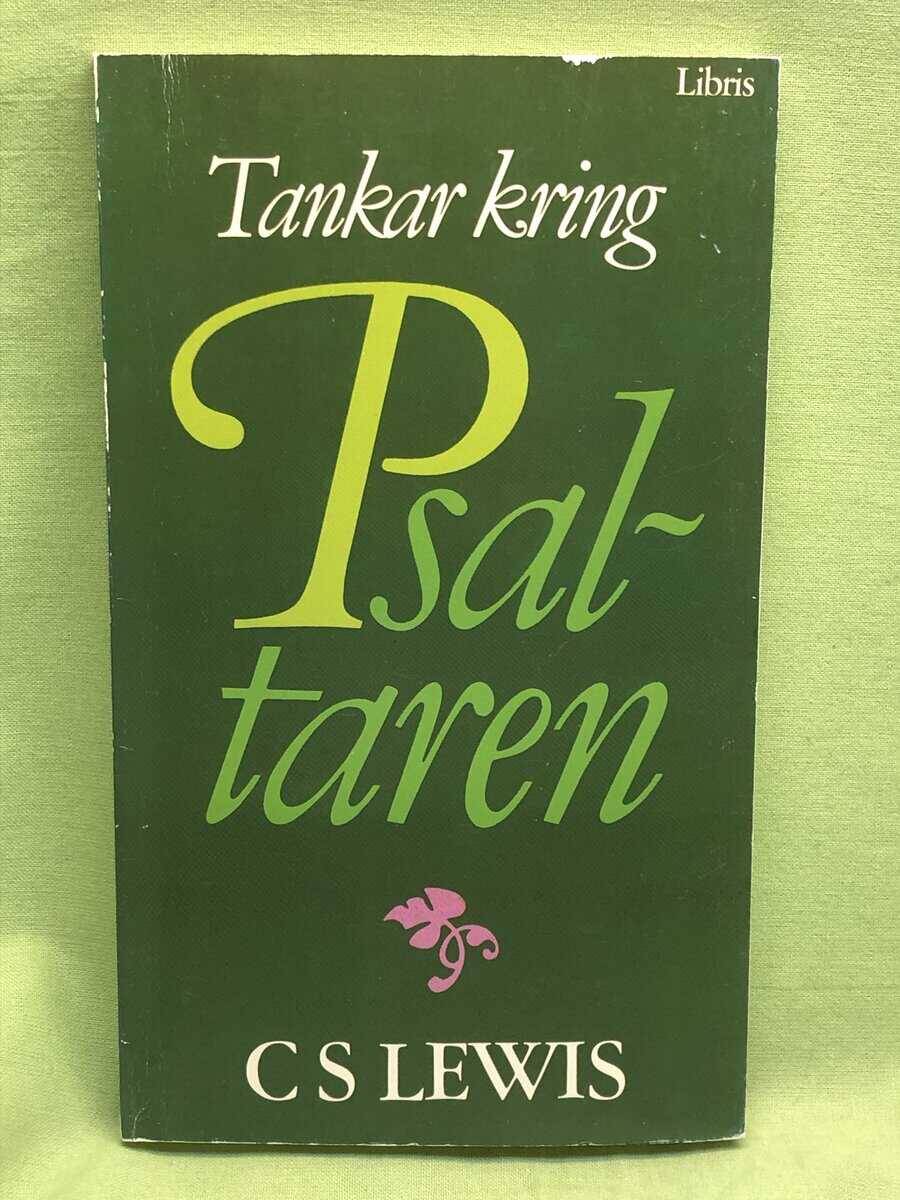 Libris
Tankar kring
Psal-
taren
C S LEWIS